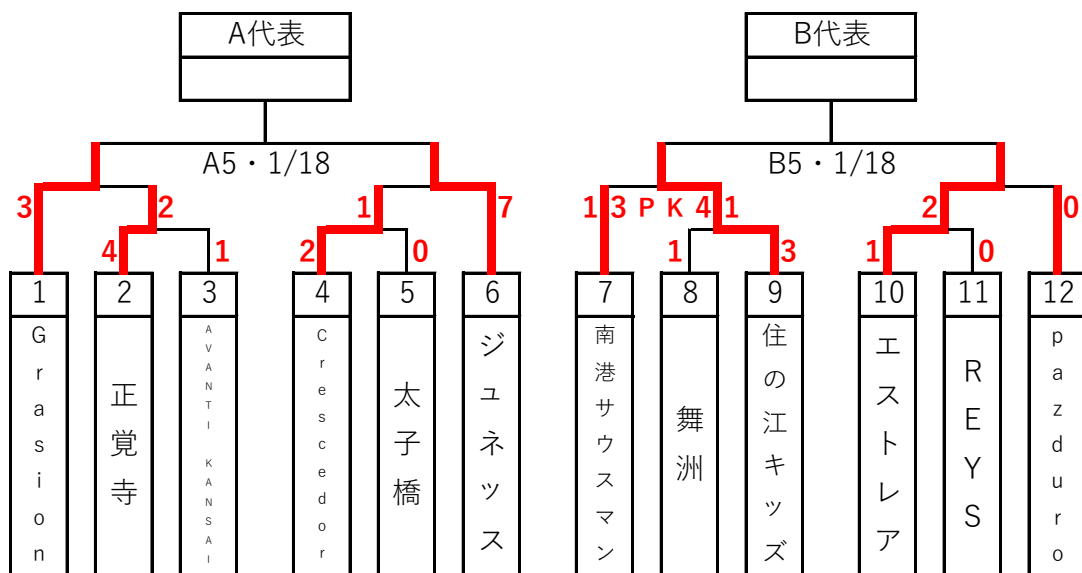 A代表
B代表
A5・1/18
B5・1/18
3
2
1
7
1 3 PK 4 1
2
0
4
1
2
0
1
3
1
0
1
2
3
4
5
6
7
8
9
10
11
12
Grasion
正覚寺
AVANTI KANSAI
Crescedor
太子橋
ジュネッス
南港サウスマン
舞洲
住の江キッズ
エストレア
REYS
pazduro